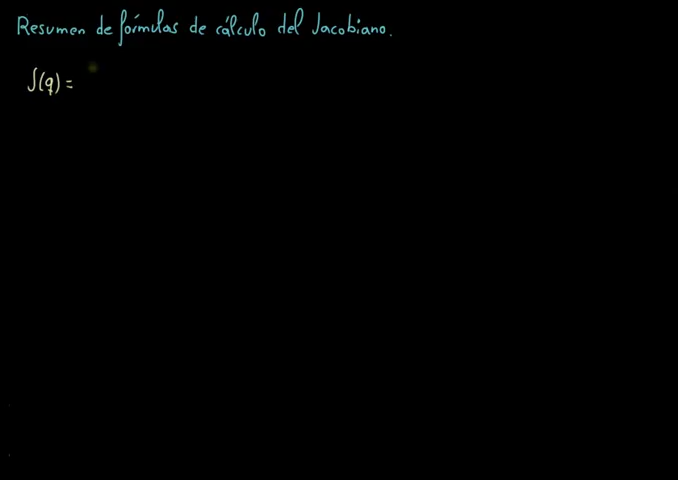 Resumen de fórmulas de cálculo del Jacobiano.
J(q) =